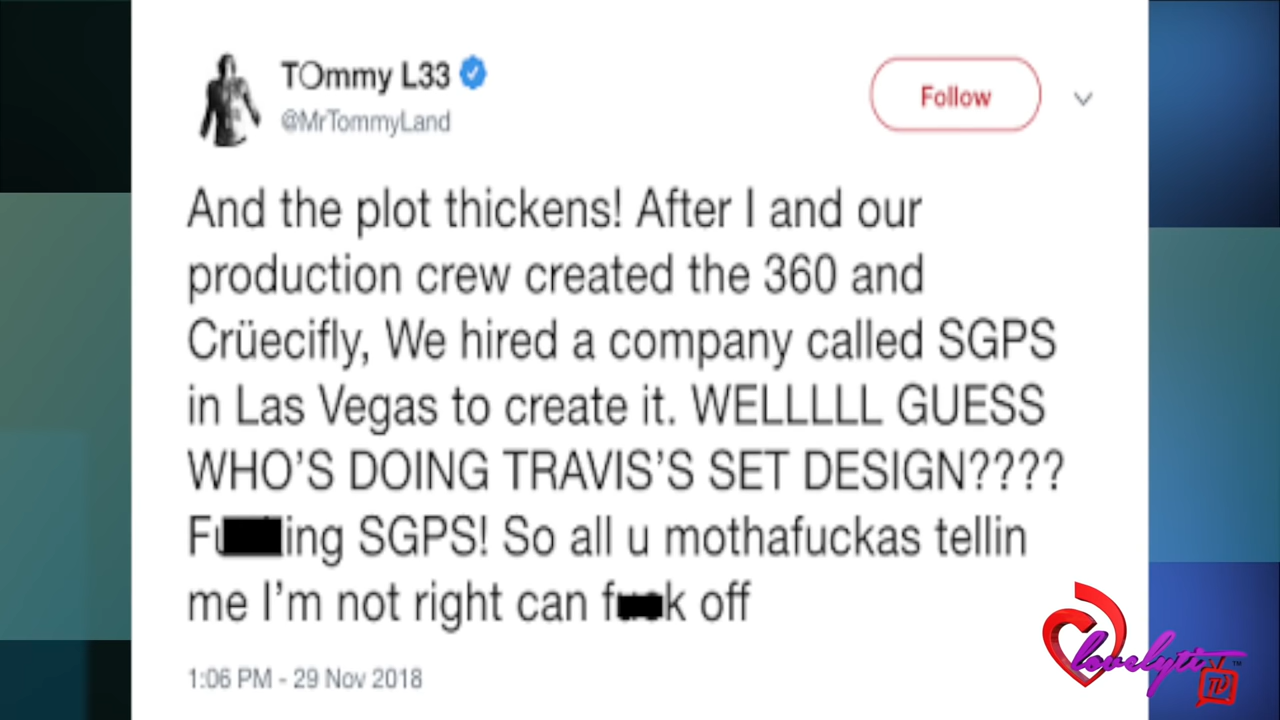 TOmmy L33
@MrTommyLand
Follow
And the plot thickens! After I and our
production crew created the 360 and
Crüecifly, We hired a company called SGPS
in Las Vegas to create it. WELLLLL GUESS
WHO'S DOING TRAVIS'S SET DESIGN????
F ing SGPS! So all u mothafuckas tellin
me I'm not right can f k off
1:06 PM - 29 Nov 2018
lovelyti
TV